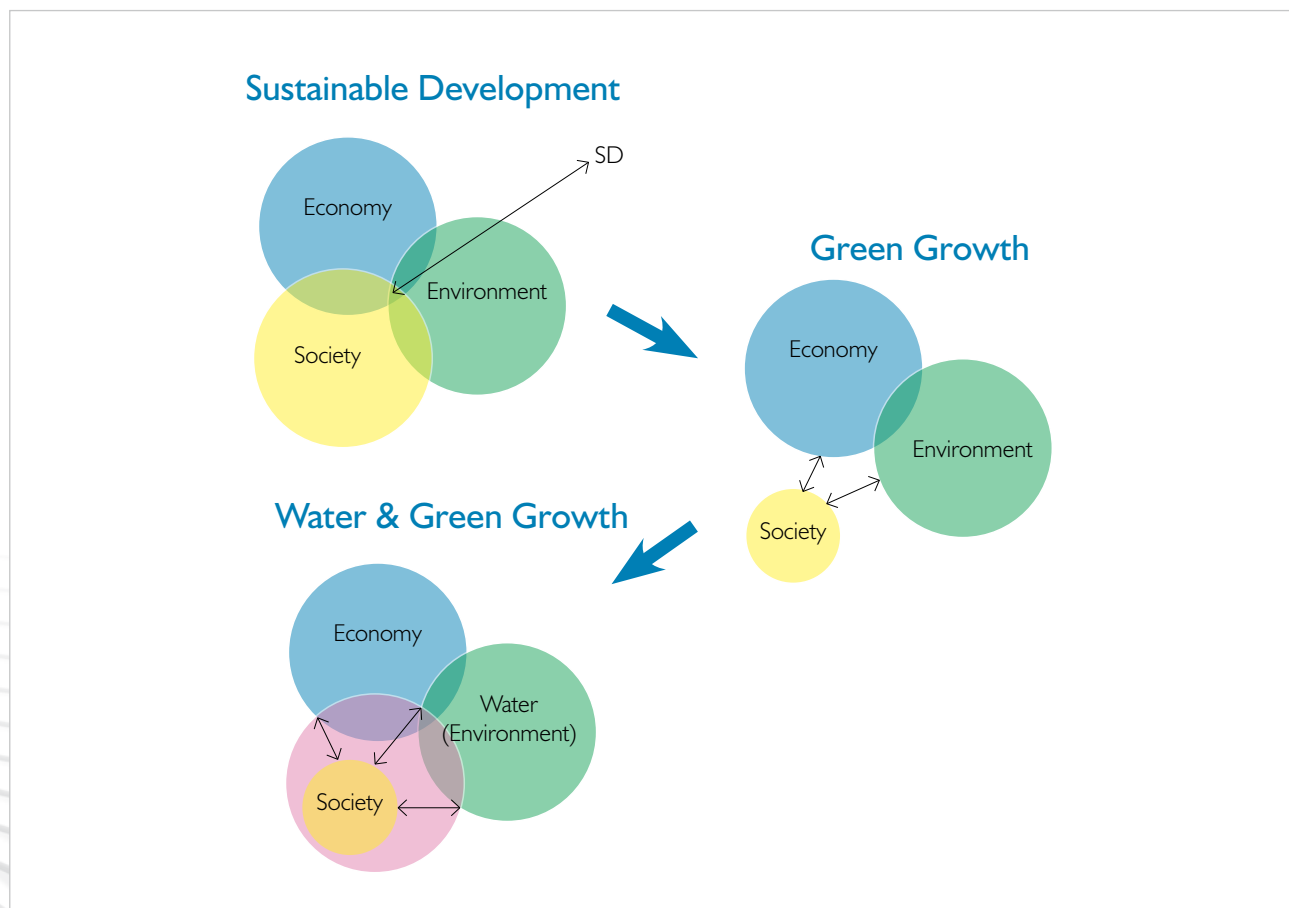 Sustainable Development
SD
Economy
Environment
Society
Green Growth
Economy
Environment
Society
Water & Green Growth
Economy
Water
(Environment)
Society